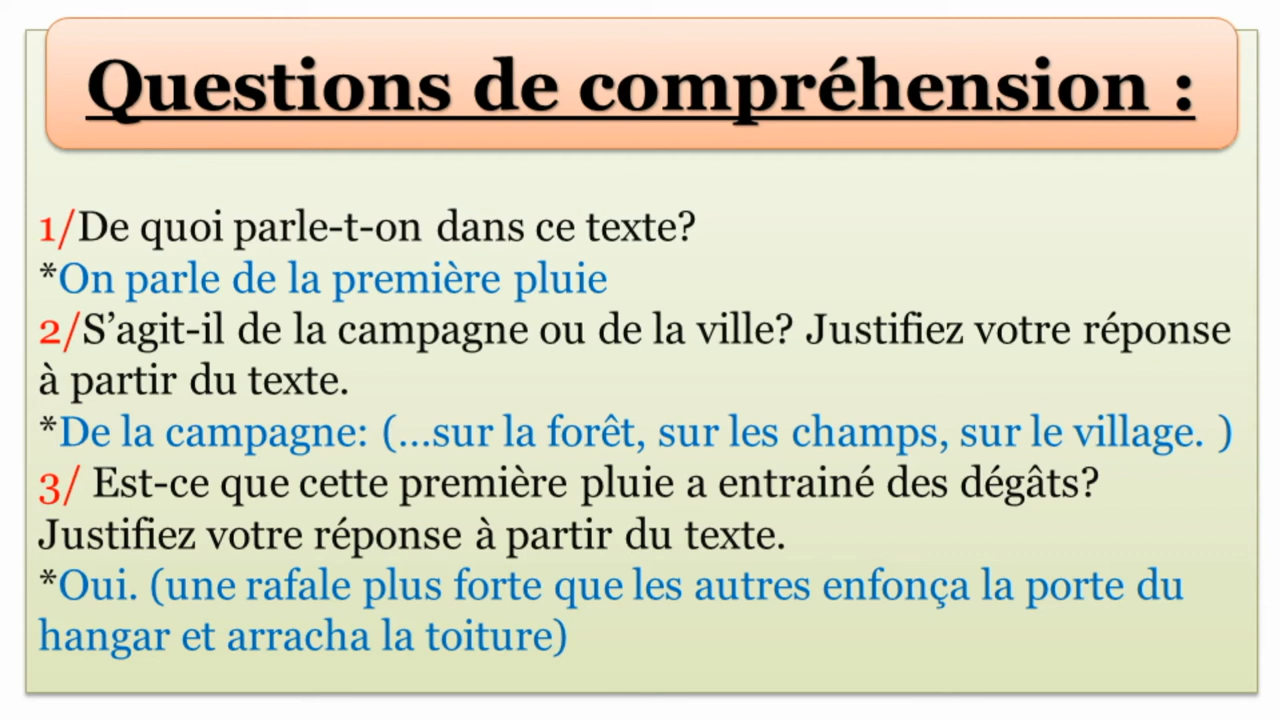 Questions de compréhension :
1/De quoi parle-t-on dans ce texte?
*On parle de la première pluie
2/S’agit-il de la campagne ou de la ville? Justifiez votre réponse
à partir du texte.
*De la campagne: (...sur la forêt, sur les champs, sur le village. )
3/ Est-ce que cette première pluie a entrainé des dégâts?
Justifiez votre réponse à partir du texte.
*Oui. (une rafale plus forte que les autres enfonça la porte du
hangar et arracha la toiture)